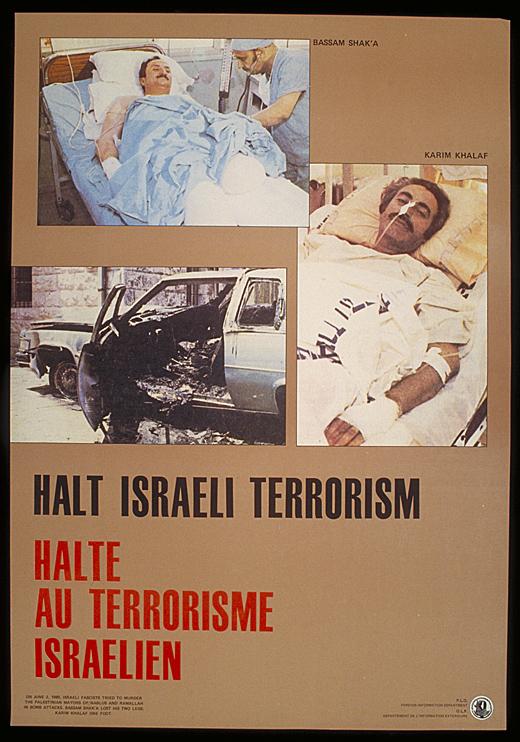 BASSAM SHAK'A
KARIM KHALAF
HALT ISRAELI TERRORISM
HALTE
AU TERRORISME
ISRAELIEN
ON JUNE 2, 1980, ISRAELI FASCISTS TRIED TO MURDER
THE PALESTINIAN MAYORS OF NABLUS AND RAMALLAH
IN BOMB ATTACKS. BASSAM SHAK'A LOST HIS TWO LEGS,
KARIM KHALAF ONE FOOT.
P.L.O.
FOREIGN INFORMATION DEPARTMENT
O.L.P.
DEPARTEMENT DE L'INFORMATION EXTERIEURE